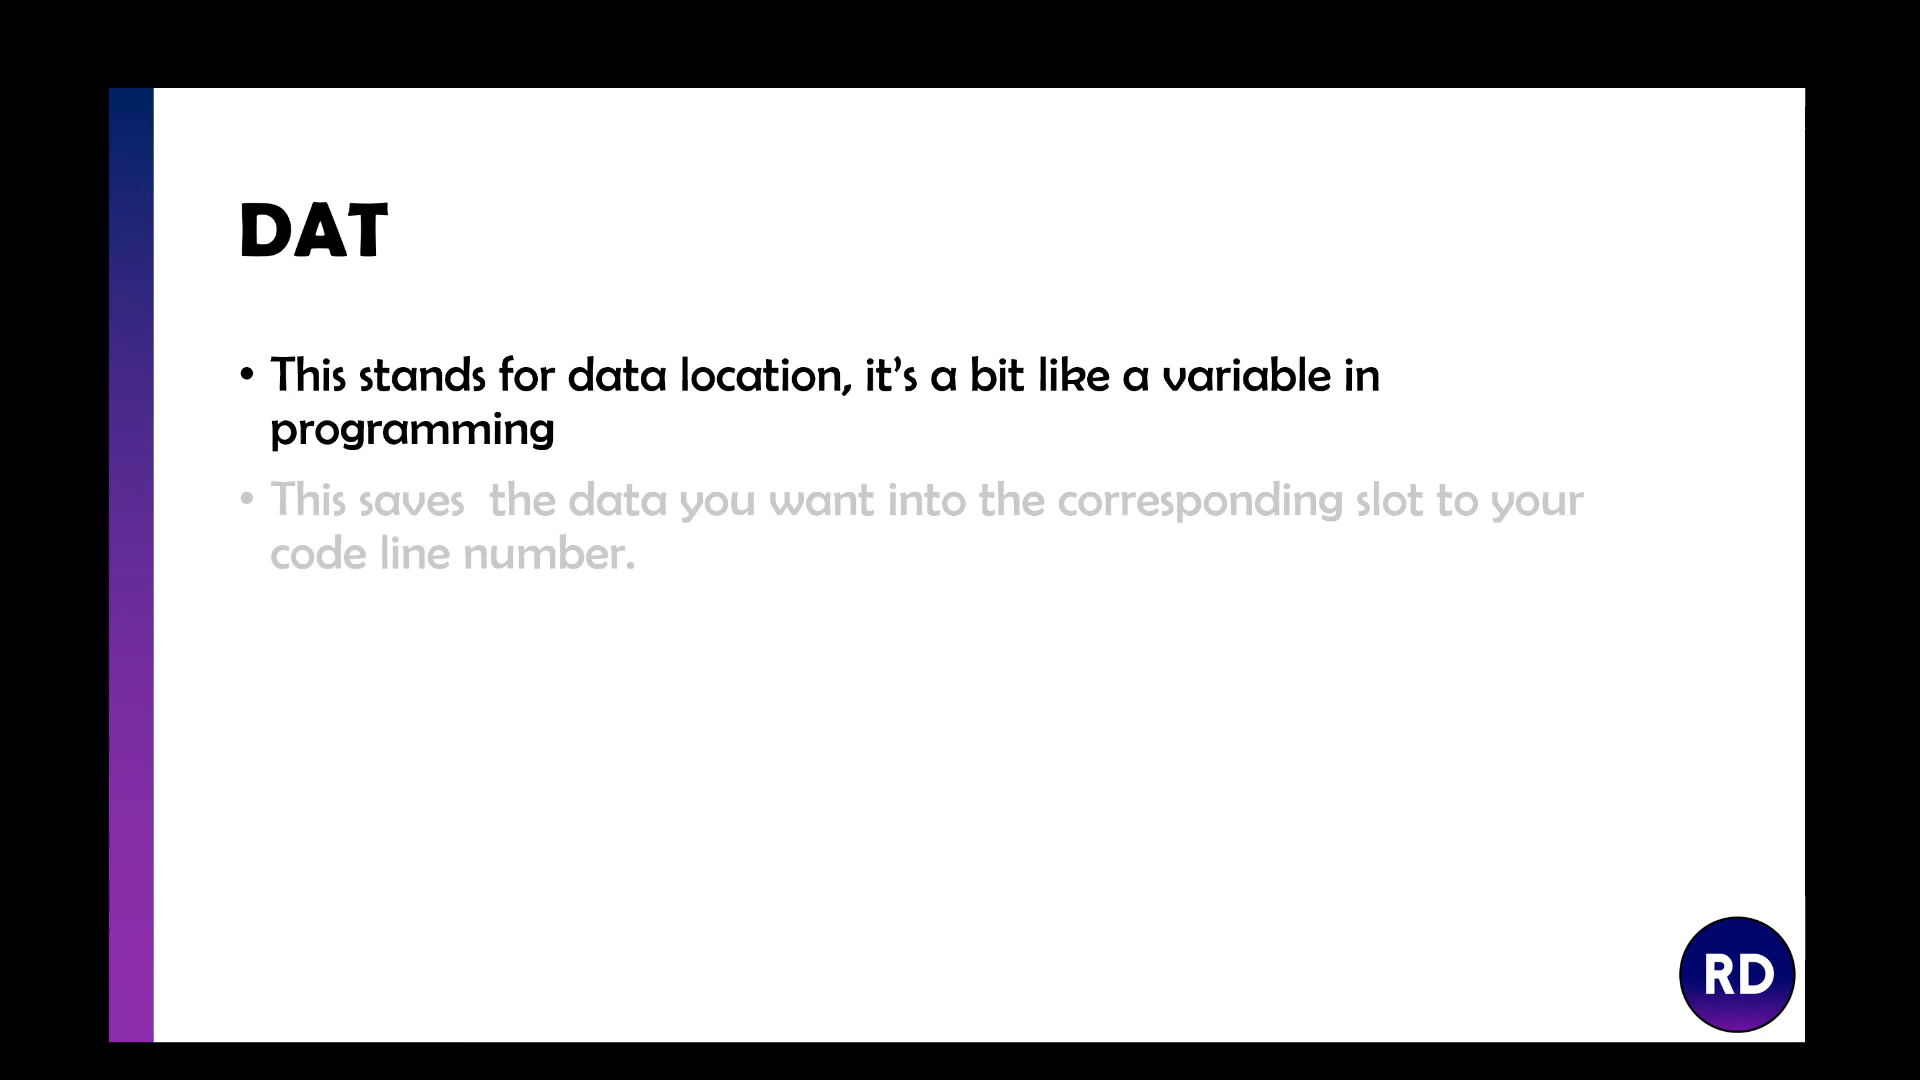 DAT
• This stands for data location, it’s a bit like a variable in
programming
• This saves  the data you want into the corresponding slot to your
code line number.
RD